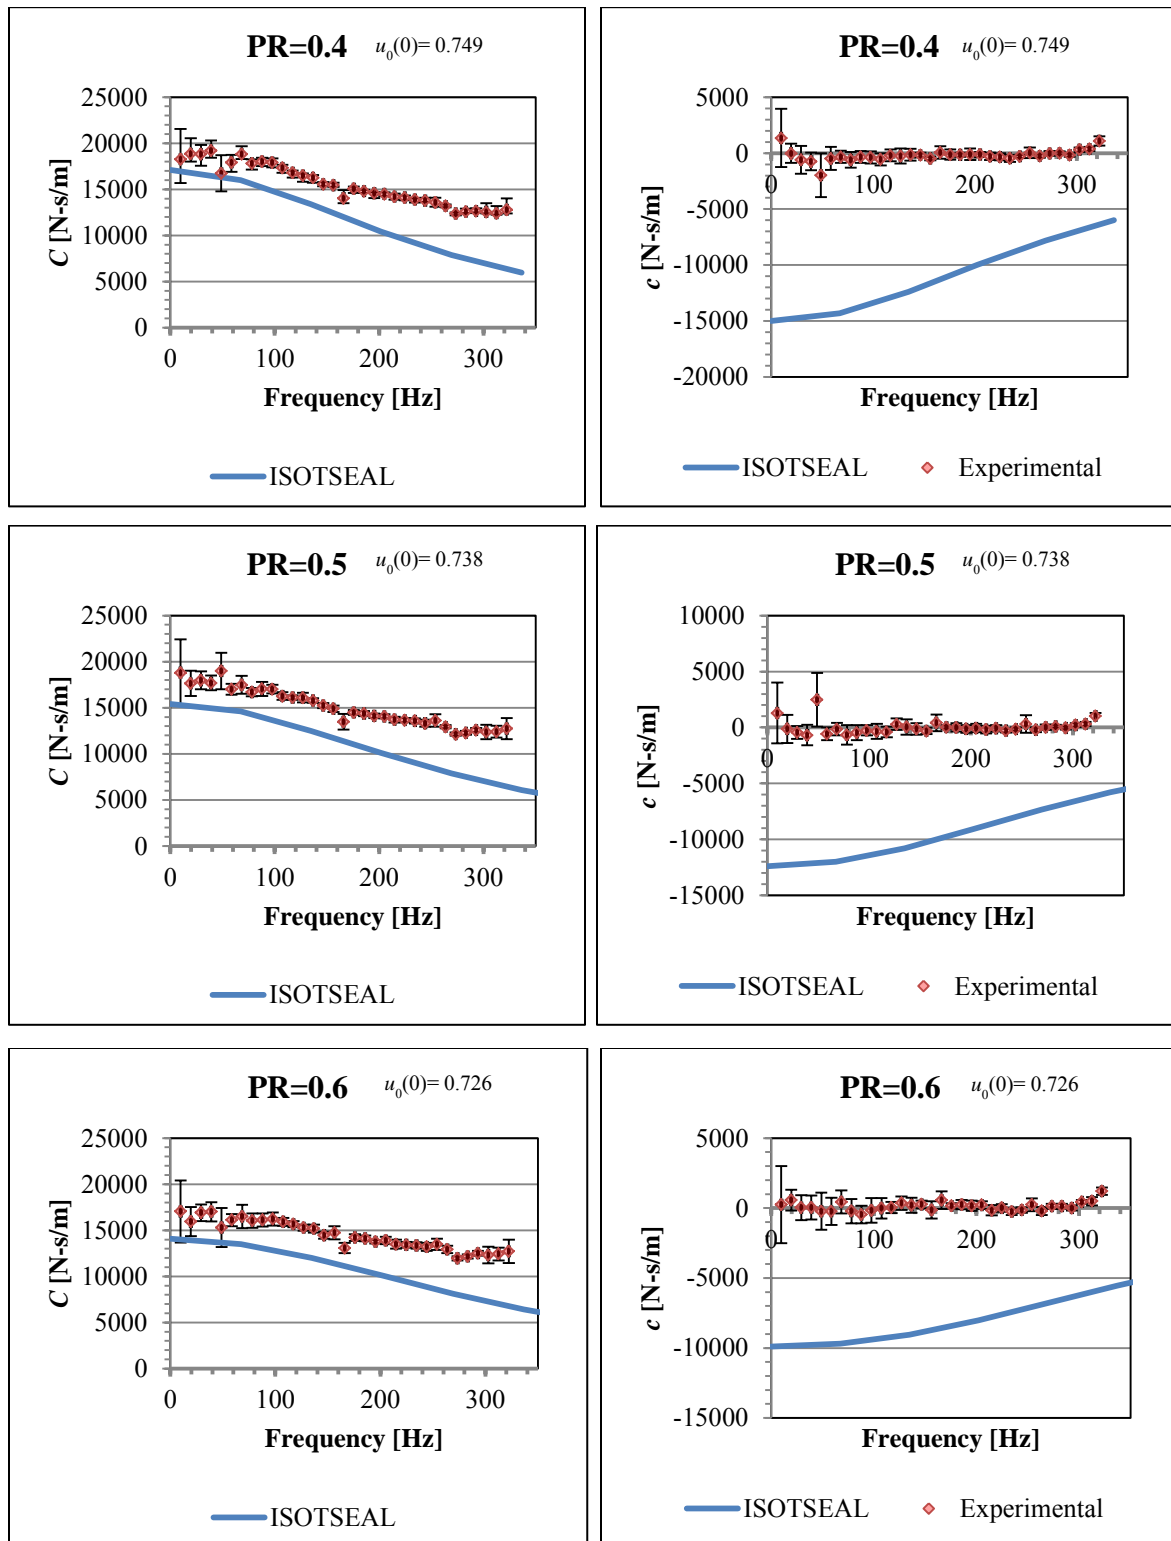 PR=0.4 u₀(0)= 0.749
25000
20000
15000
10000
5000
0
C [N-s/m]
0 100 200 300
Frequency [Hz]
ISOTSEAL
PR=0.4 u₀(0)= 0.749
5000
0
-5000
-10000
-15000
-20000
c [N-s/m]
0 100 200 300
Frequency [Hz]
ISOTSEAL Experimental
PR=0.5 u₀(0)= 0.738
25000
20000
15000
10000
5000
0
C [N-s/m]
0 100 200 300
Frequency [Hz]
ISOTSEAL
PR=0.5 u₀(0)= 0.738
10000
5000
0
-5000
-10000
-15000
c [N-s/m]
0 100 200 300
Frequency [Hz]
ISOTSEAL Experimental
PR=0.6 u₀(0)= 0.726
25000
20000
15000
10000
5000
0
C [N-s/m]
0 100 200 300
Frequency [Hz]
ISOTSEAL
PR=0.6 u₀(0)= 0.726
5000
0
-5000
-10000
-15000
c [N-s/m]
0 100 200 300
Frequency [Hz]
ISOTSEAL Experimental